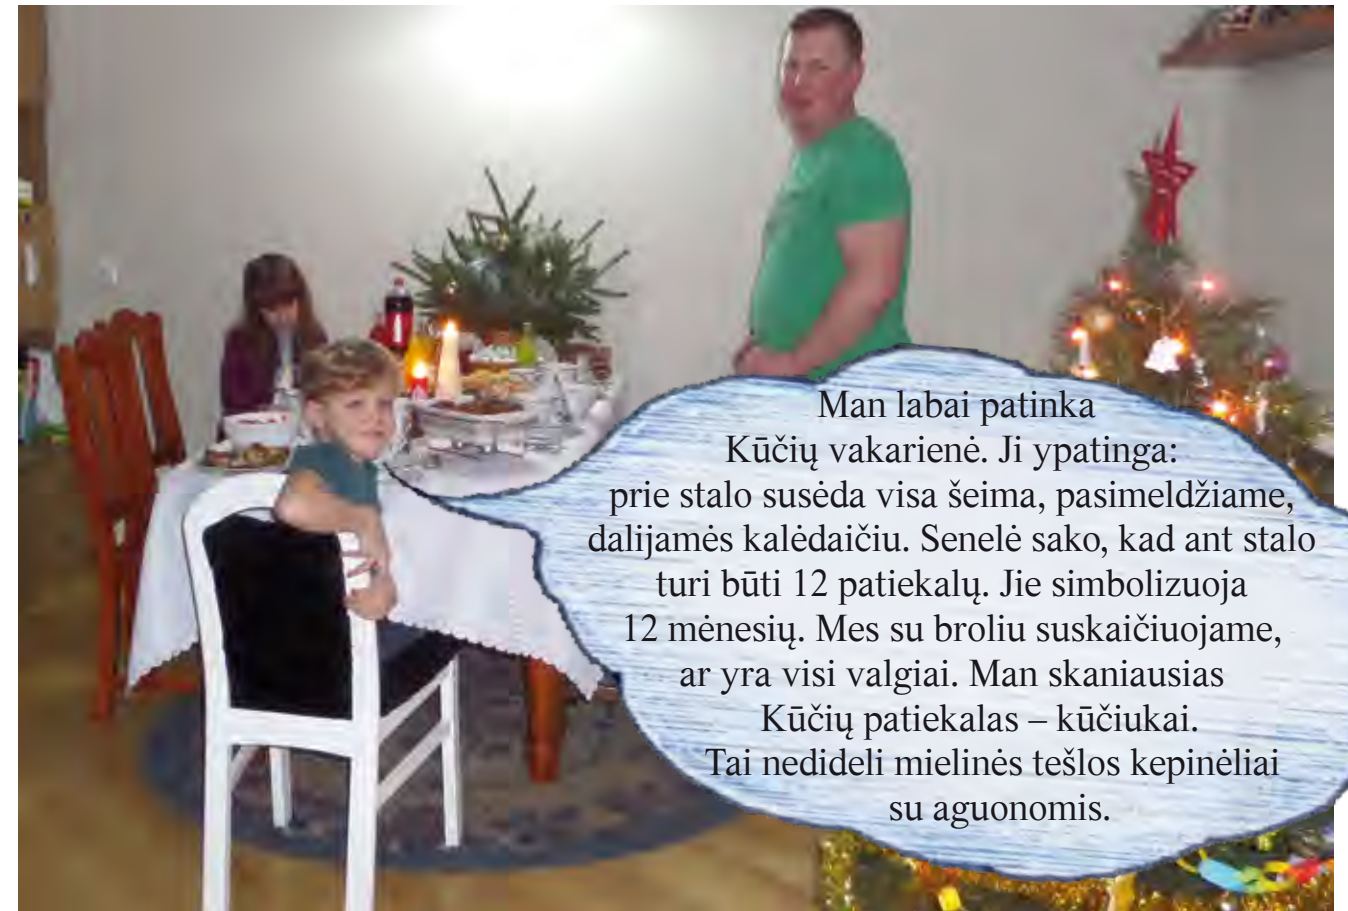 Man labai patinka
Kūčių vakarienė. Ji ypatinga:
prie stalo susėda visa šeima, pasimeldžiame,
dalijamės kalėdaičiu. Senelė sako, kad ant stalo
turi būti 12 patiekalų. Jie simbolizuoja
12 mėnesių. Mes su broliu suskaičiuojame,
ar yra visi valgiai. Man skaniausias
Kūčių patiekalas – kūčiukai.
Tai nedideli mielinės tešlos kepinėliai
su aguonomis.